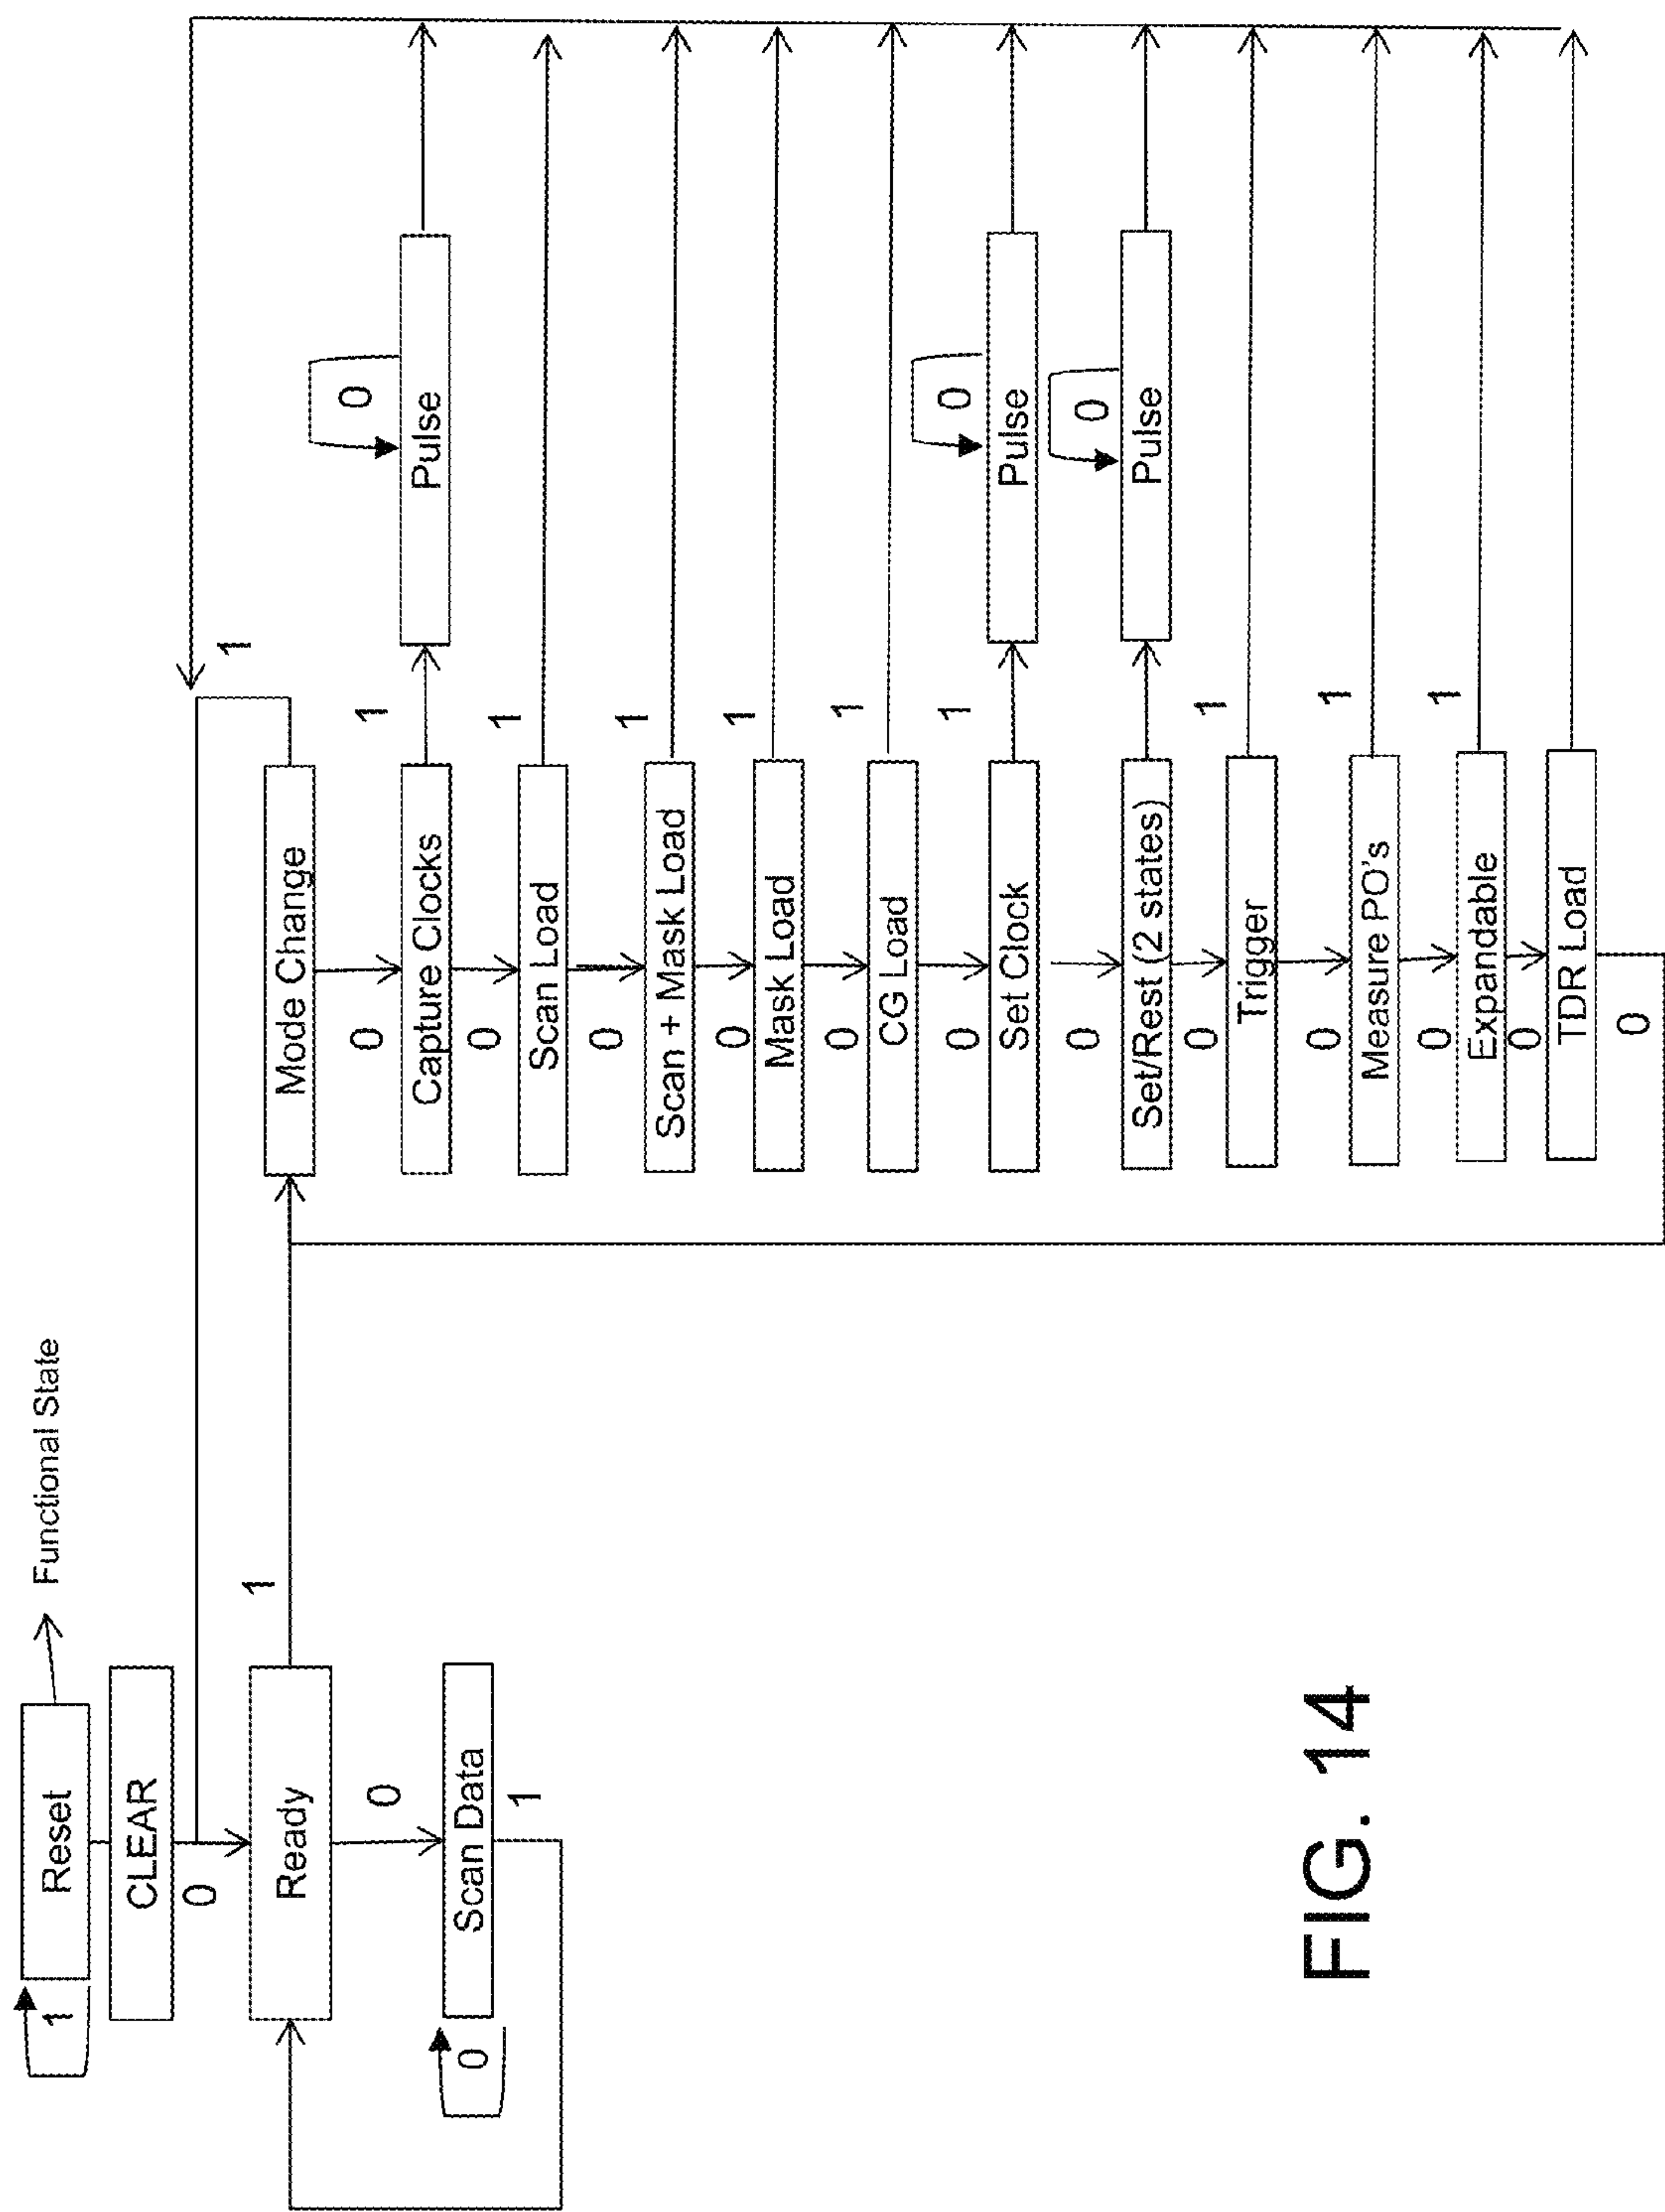 Reset
Functional State
1
CLEAR
0
Ready
1
0
Scan Data
0
1
Mode Change
1
0
Capture Clocks
1
Pulse
0
0
Scan Load
1
0
Scan + Mask Load
1
0
Mask Load
1
0
CG Load
1
0
Set Clock
1
Pulse
0
0
Set/Rest (2 states)
Pulse
0
0
Trigger
1
0
Measure PO's
1
0
Expandable
1
0
TDR Load
0
FIG. 14